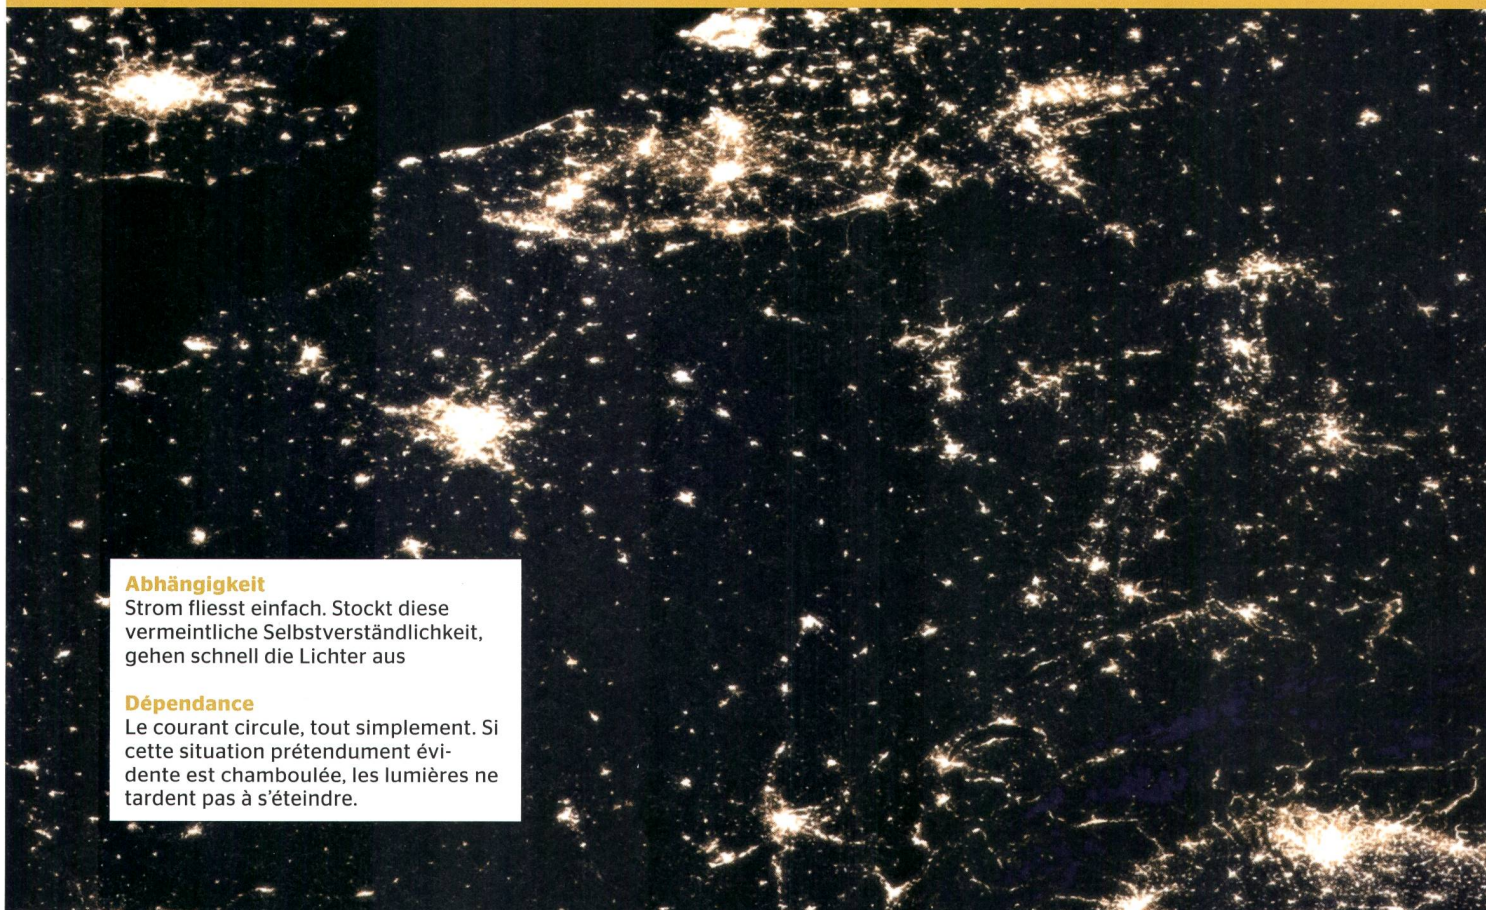 Abhängigkeit
Strom fliesst einfach. Stockt diese
vermeintliche Selbstverständlichkeit,
gehen schnell die Lichter aus
Dépendance
Le courant circule, tout simplement. Si
cette situation prétendument évi-
dente est chamboulée, les lumières ne
tardent pas à s'éteindre.